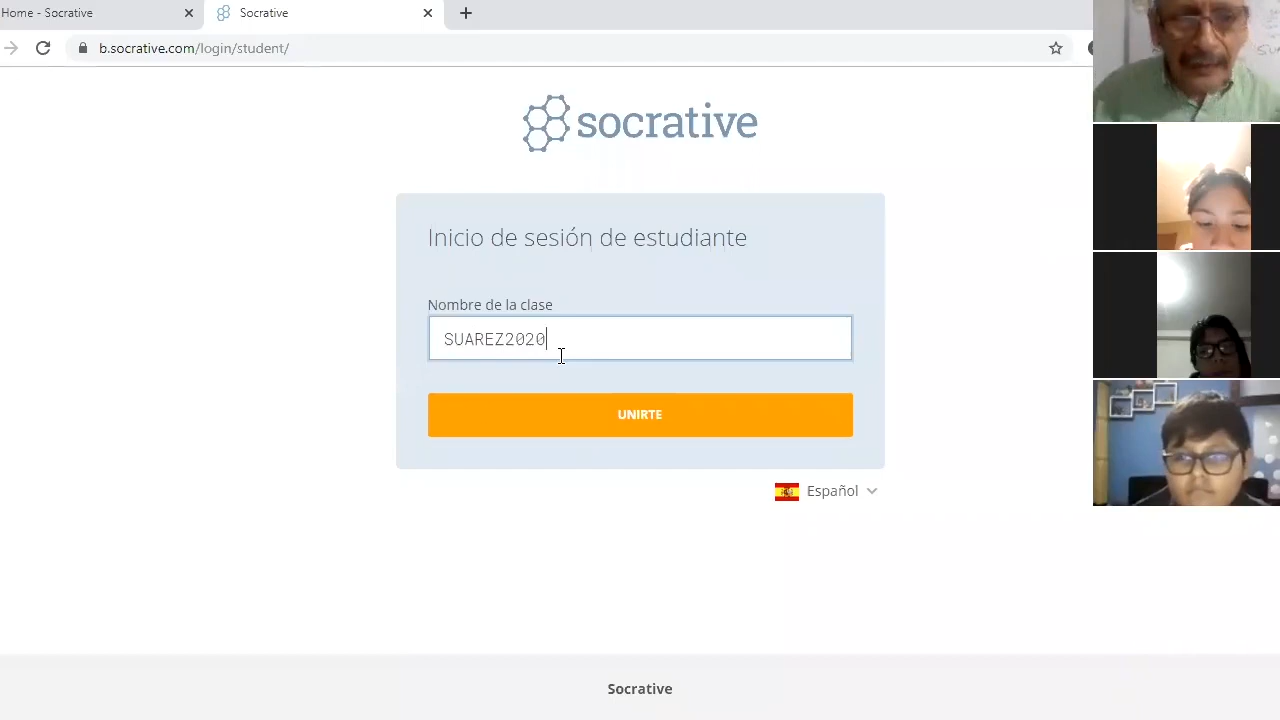 Home - Socrative
Socrative
b.socrative.com/login/student/
socrative
Inicio de sesión de estudiante
Nombre de la clase
SUAREZ2020
UNIRTE
Español
Socrative